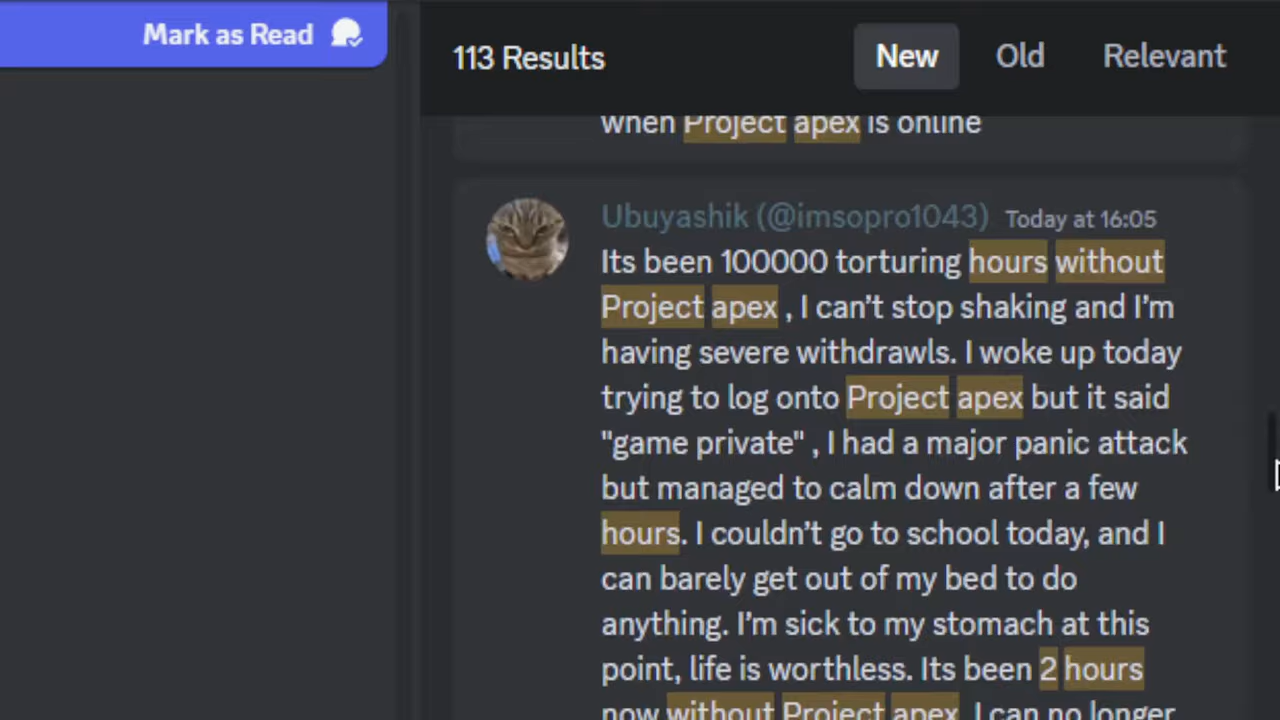 Mark as Read
113 Results
New
Old
Relevant
when Project apex is online
Ubuyashik (@imsopro1043) Today at 16:05
Its been 100000 torturing hours without
Project apex , I can't stop shaking and I'm
having severe withdrawls. I woke up today
trying to log onto Project apex but it said
"game private" , I had a major panic attack
but managed to calm down after a few
hours. I couldn't go to school today, and I
can barely get out of my bed to do
anything. I'm sick to my stomach at this
point, life is worthless. Its been 2 hours
now without Project apex, I can no longer